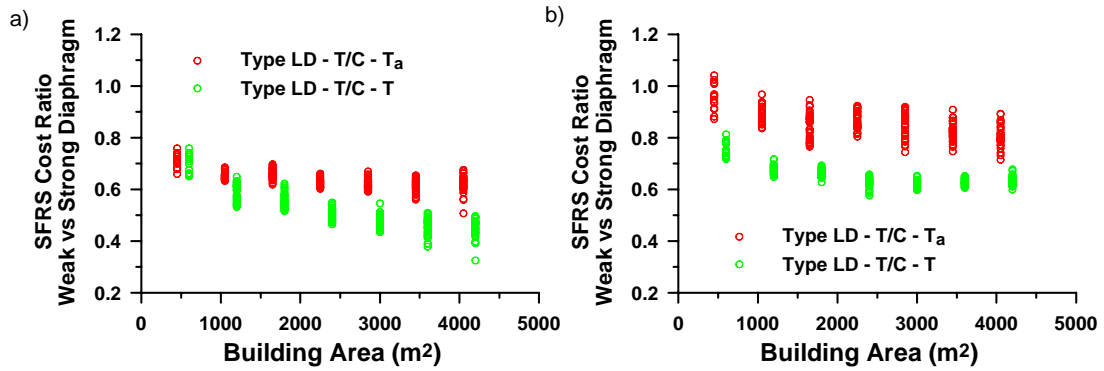 a)
SFRS Cost Ratio
Weak vs Strong Diaphragm
1.2
1.0
0.8
0.6
0.4
0.2
Type LD - T/C - Ta
Type LD - T/C - T
0 1000 2000 3000 4000 5000
Building Area (m2)
b)
SFRS Cost Ratio
Weak vs Strong Diaphragm
1.2
1.0
0.8
0.6
0.4
0.2
Type LD - T/C - Ta
Type LD - T/C - T
0 1000 2000 3000 4000 5000
Building Area (m2)